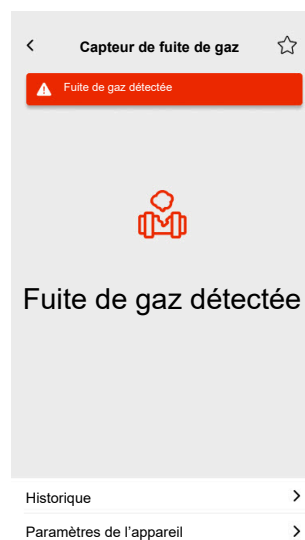 Capteur de fuite de gaz
Fuite de gaz détectée
Fuite de gaz détectée
Historique
Paramètres de l'appareil